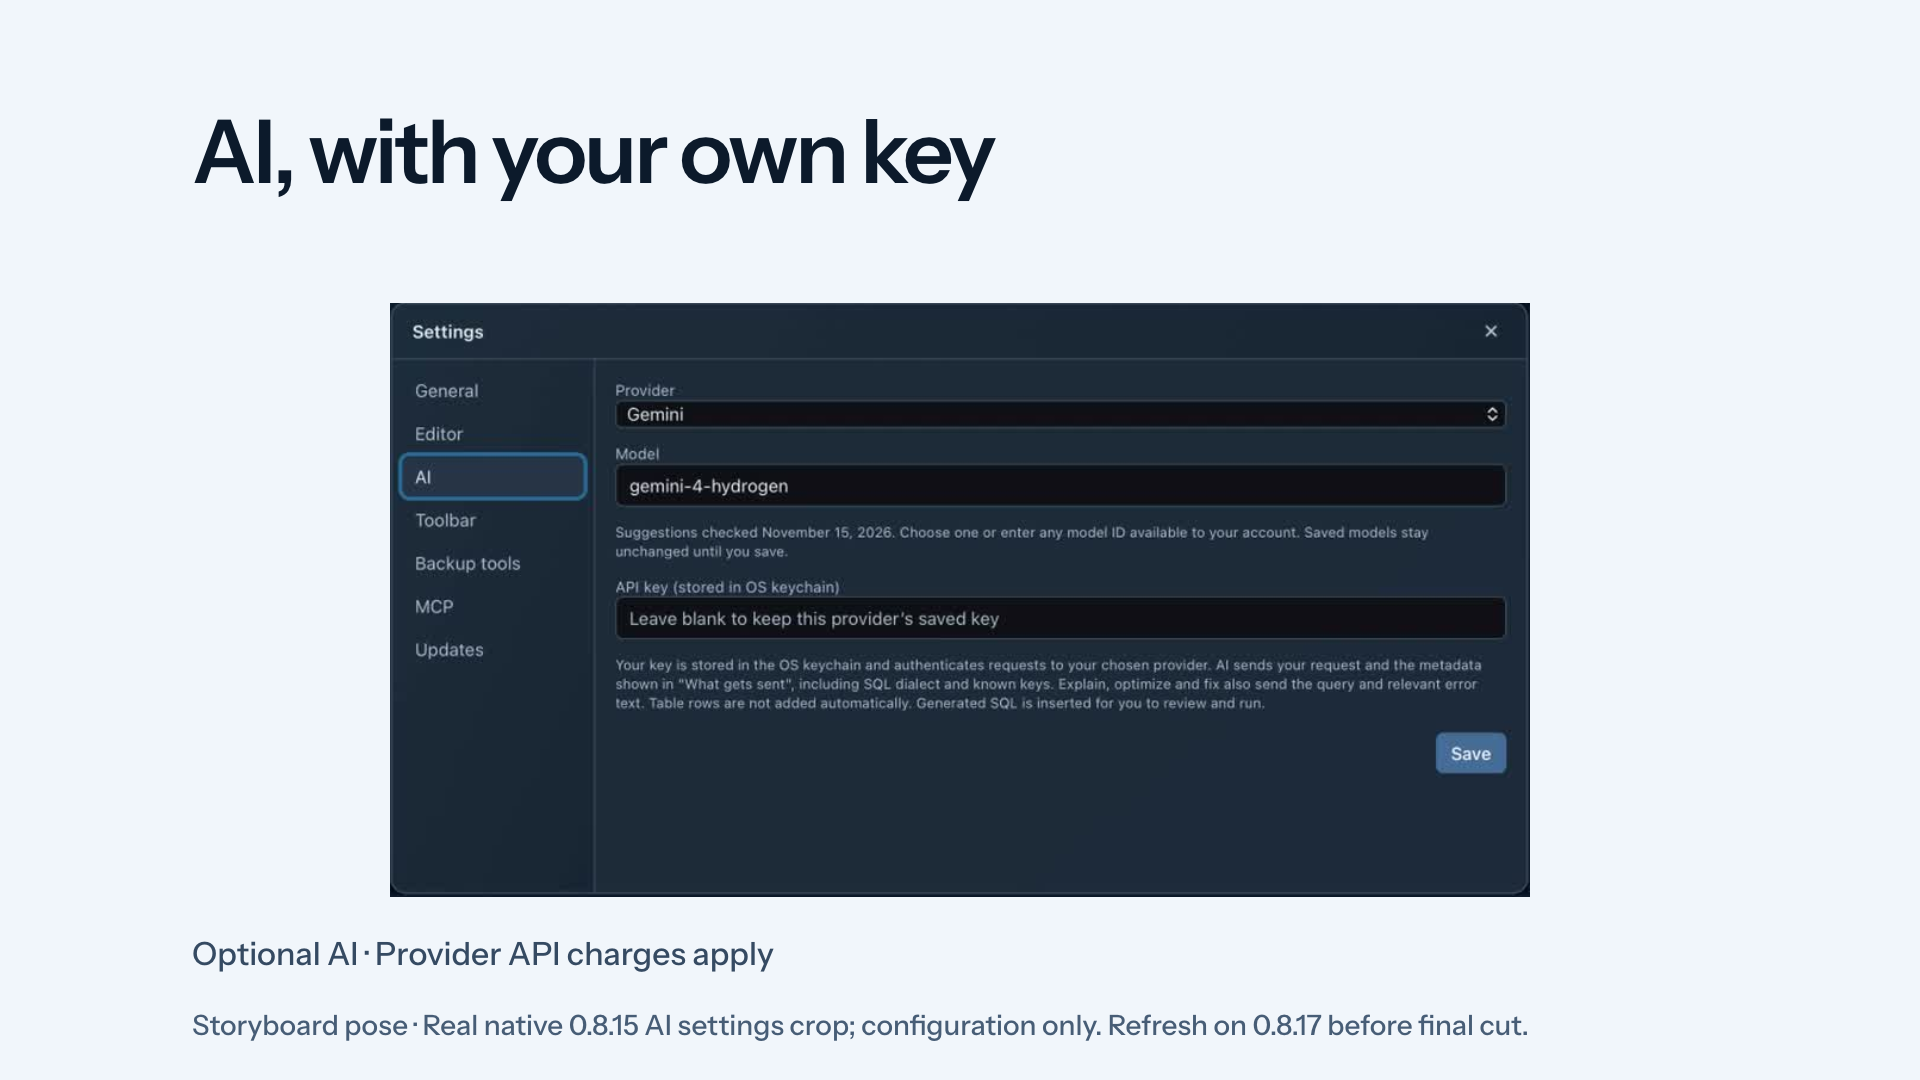 AI, with your own key
Settings
×
General
Editor
AI
Toolbar
Backup tools
MCP
Updates
Provider
Gemini
Model
gemini-4-hydrogen
Suggestions checked November 15, 2026. Choose one or enter any model ID available to your account. Saved models stay
unchanged until you save.
API key (stored in OS keychain)
Leave blank to keep this provider's saved key
Your key is stored in the OS keychain and authenticates requests to your chosen provider. AI sends your request and the metadata
shown in "What gets sent", including SQL dialect and known keys. Explain, optimize and fix also send the query and relevant error
text. Table rows are not added automatically. Generated SQL is inserted for you to review and run.
Save
Optional AI · Provider API charges apply
Storyboard pose · Real native 0.8.15 AI settings crop; configuration only. Refresh on 0.8.17 before final cut.